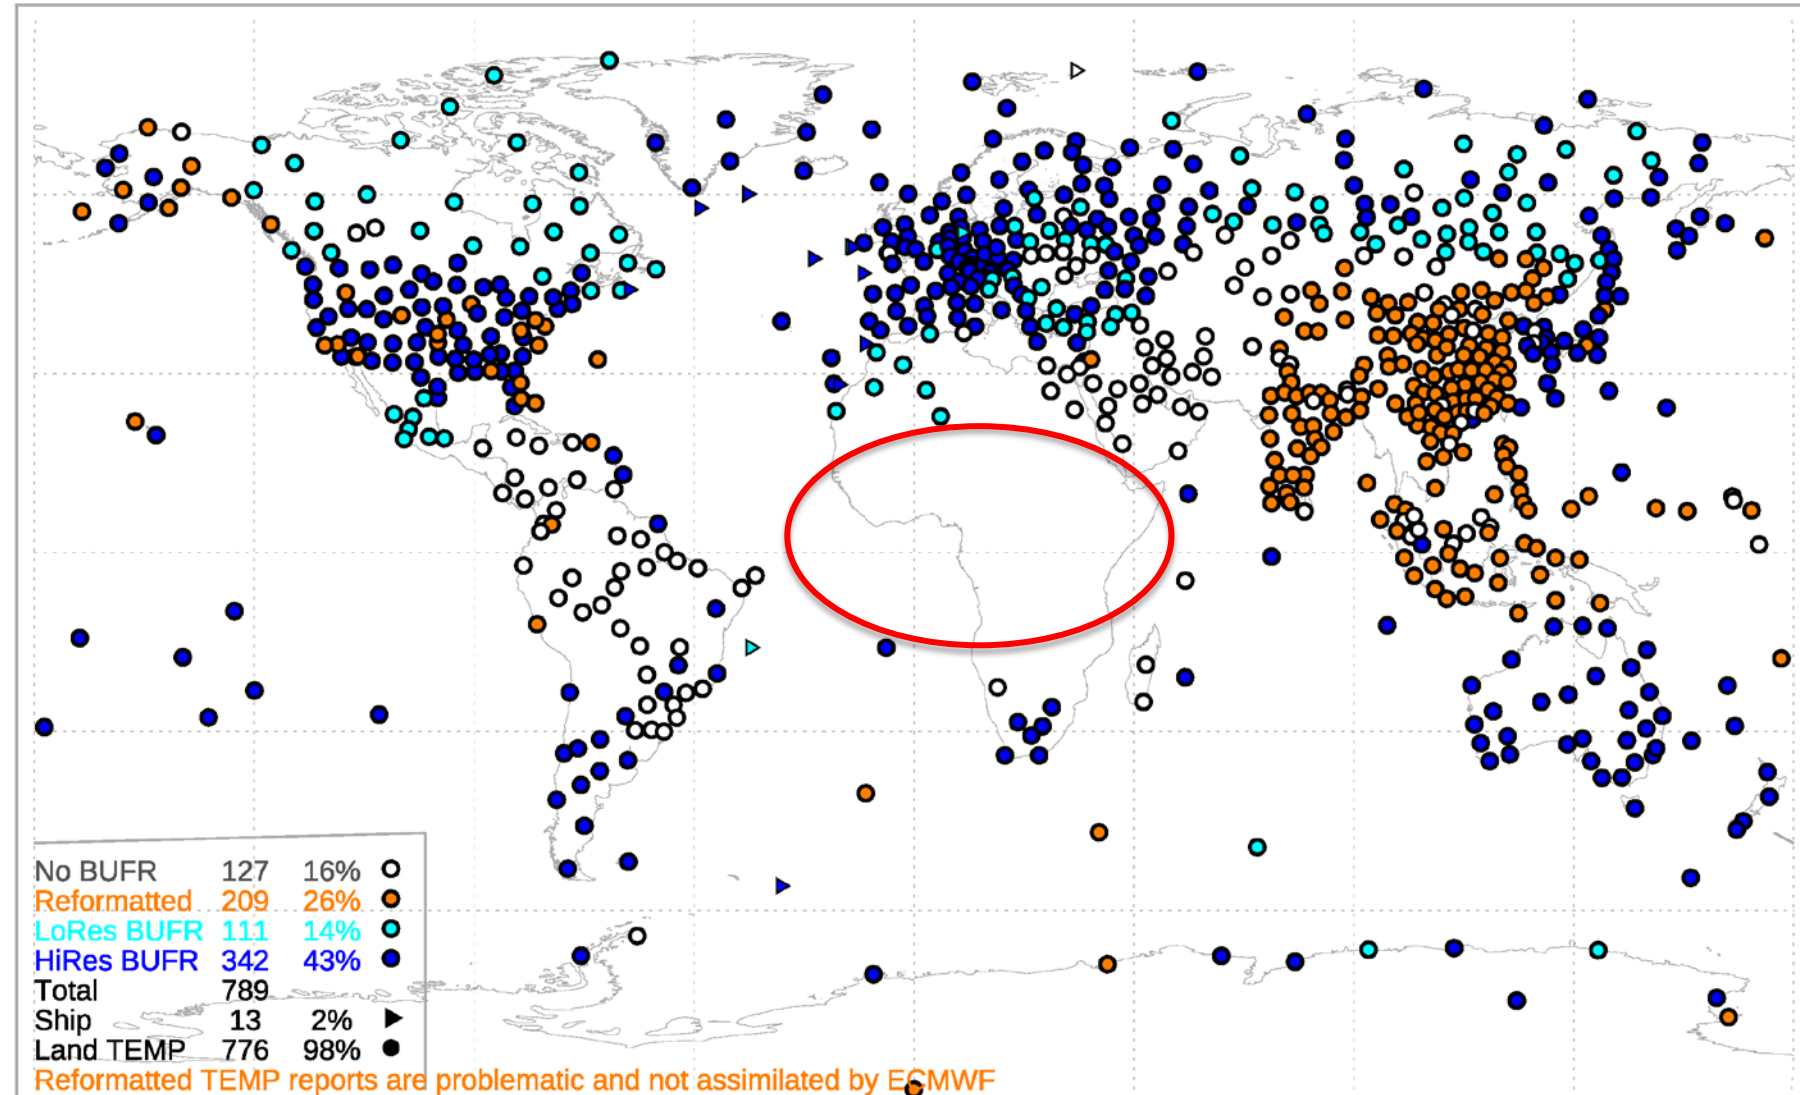 No BUFR 127 16%
Reformatted 209 26%
LoRes BUFR 111 14%
HiRes BUFR 342 43%
Total 789
Ship 13 2%
Land TEMP 776 98%
Reformatted TEMP reports are problematic and not assimilated by ECMWF